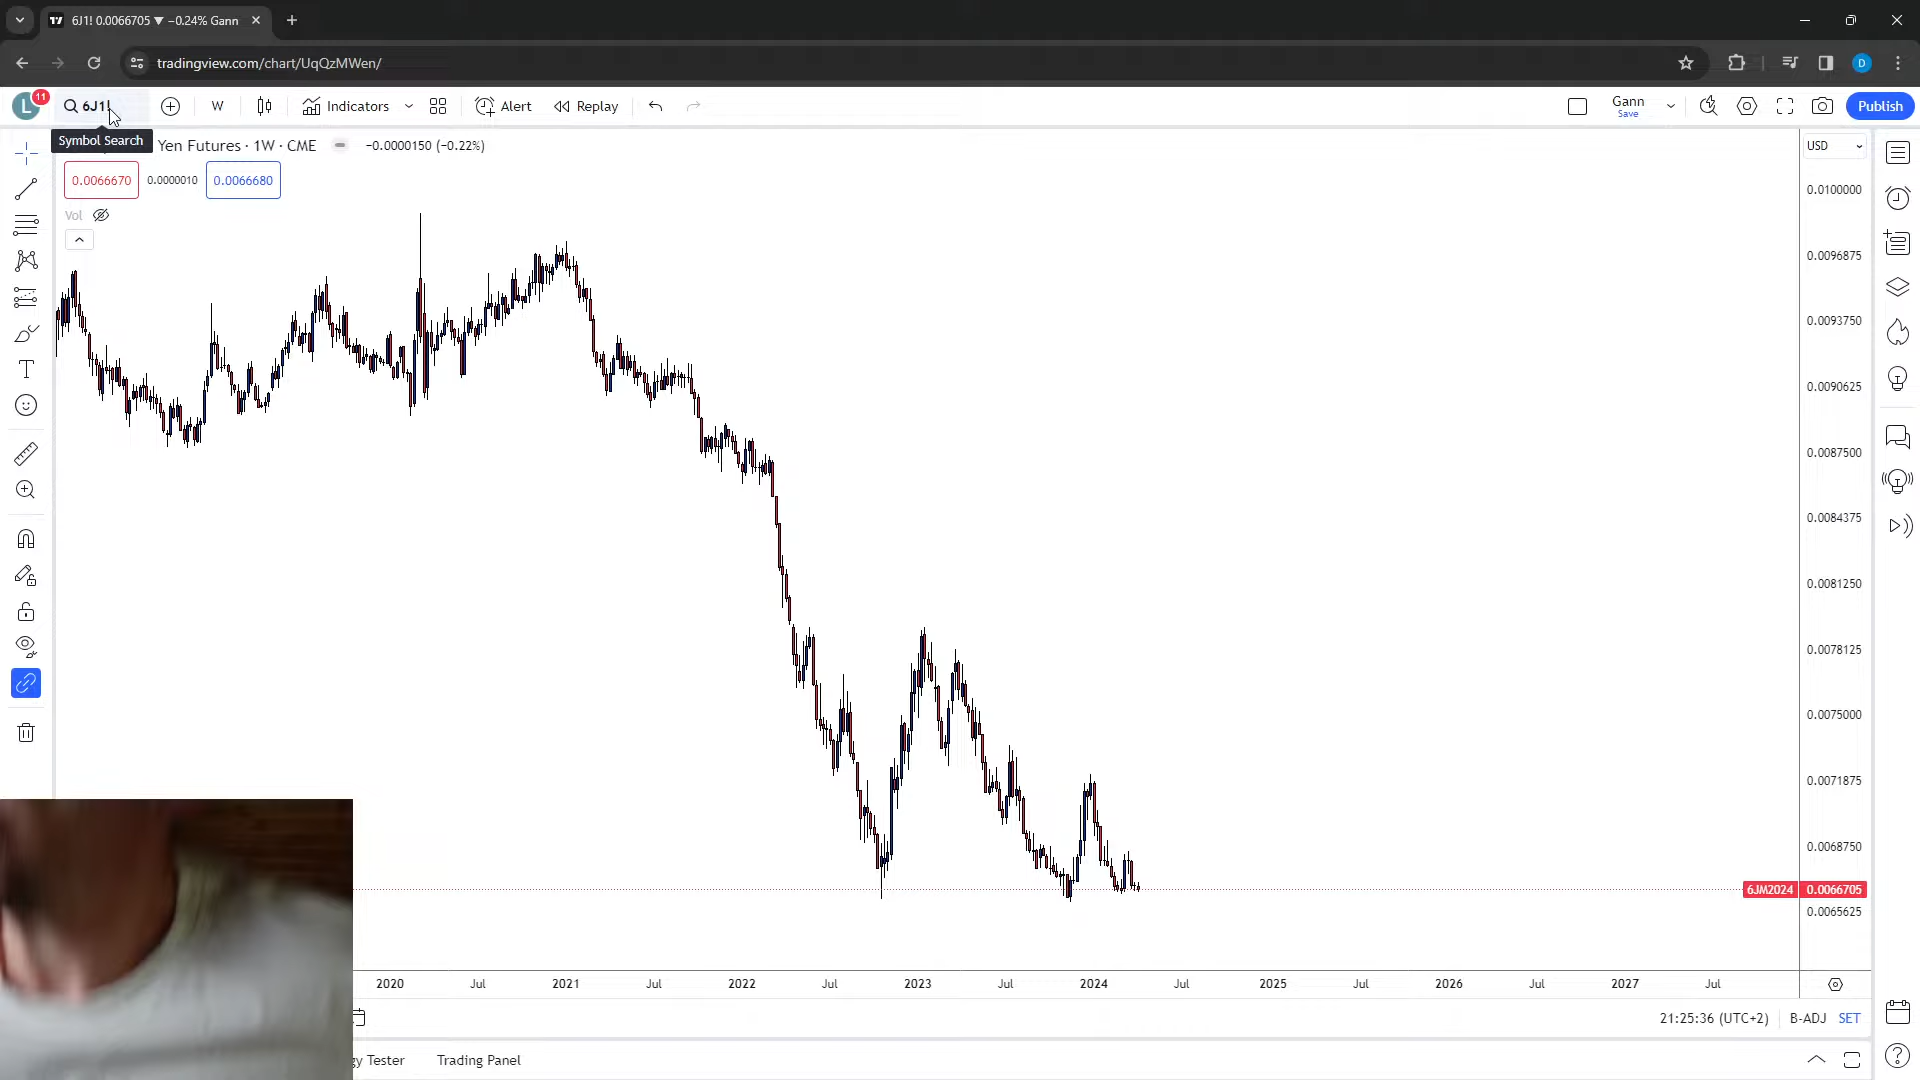 6J1! 0.0066705 ▼ −0.24% Gann
tradingview.com/chart/UqQzMWen/
D
L
11
6J1!
W
Indicators
Alert
Replay
Gann
Save
Publish
Symbol Search
Yen Futures · 1W · CME
−0.0000150 (−0.22%)
USD
0.0066670
0.0000010
0.0066680
Vol
0.0100000
0.0096875
0.0093750
0.0090625
0.0087500
0.0084375
0.0081250
0.0078125
0.0075000
0.0071875
0.0068750
6JM2024 0.0066705
0.0065625
2020 Jul 2021 Jul 2022 Jul 2023 Jul 2024 Jul 2025 Jul 2026 Jul 2027 Jul
21:25:36 (UTC+2) B-ADJ SET
gy Tester
Trading Panel